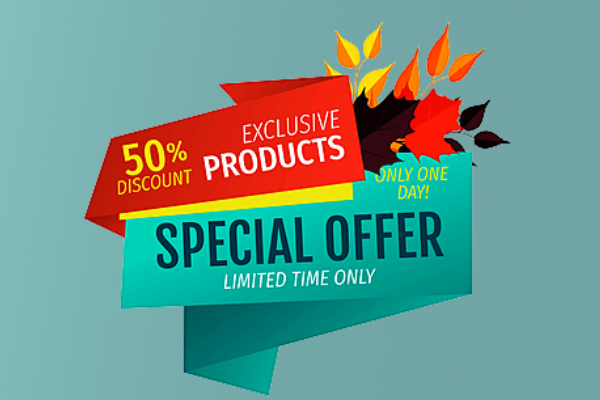 50%
DISCOUNT
EXCLUSIVE
PRODUCTS
ONLY ONE
DAY!
SPECIAL OFFER
LIMITED TIME ONLY